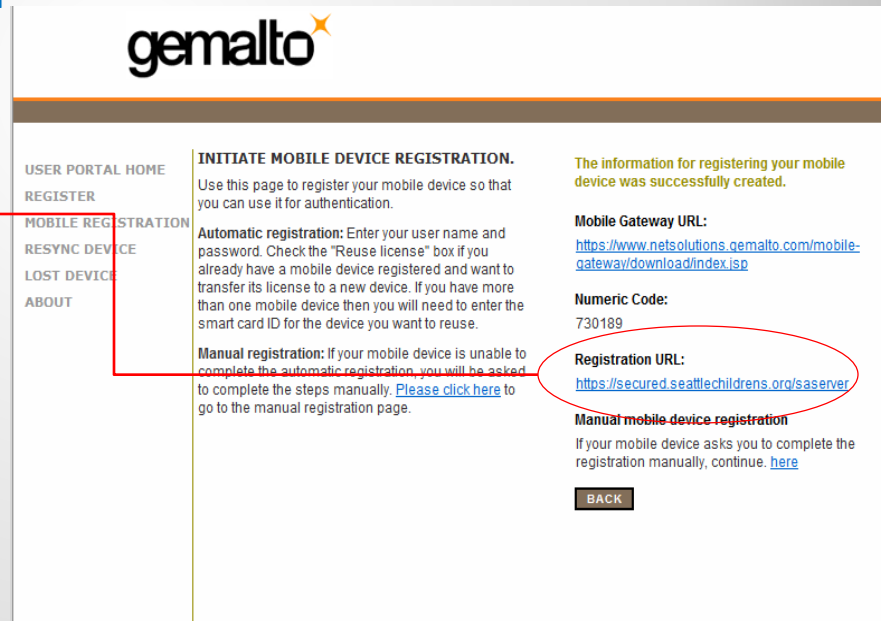 gemalto
USER PORTAL HOME
REGISTER
MOBILE REGISTRATION
RESYNC DEVICE
LOST DEVICE
ABOUT
INITIATE MOBILE DEVICE REGISTRATION.
Use this page to register your mobile device so that
you can use it for authentication.
Automatic registration: Enter your user name and
password. Check the "Reuse license" box if you
already have a mobile device registered and want to
transfer its license to a new device. If you have more
than one mobile device then you will need to enter the
smart card ID for the device you want to reuse.
Manual registration: If your mobile device is unable to
complete the automatic registration, you will be asked
to complete the steps manually. Please click here to
go to the manual registration page.
The information for registering your mobile
device was successfully created.
Mobile Gateway URL:
https://www.netsolutions.gemalto.com/mobile-
gateway/download/index.jsp
Numeric Code:
730189
Registration URL:
https://secured.seattlechildrens.org/saserver
Manual mobile device registration
If your mobile device asks you to complete the
registration manually, continue. here
BACK